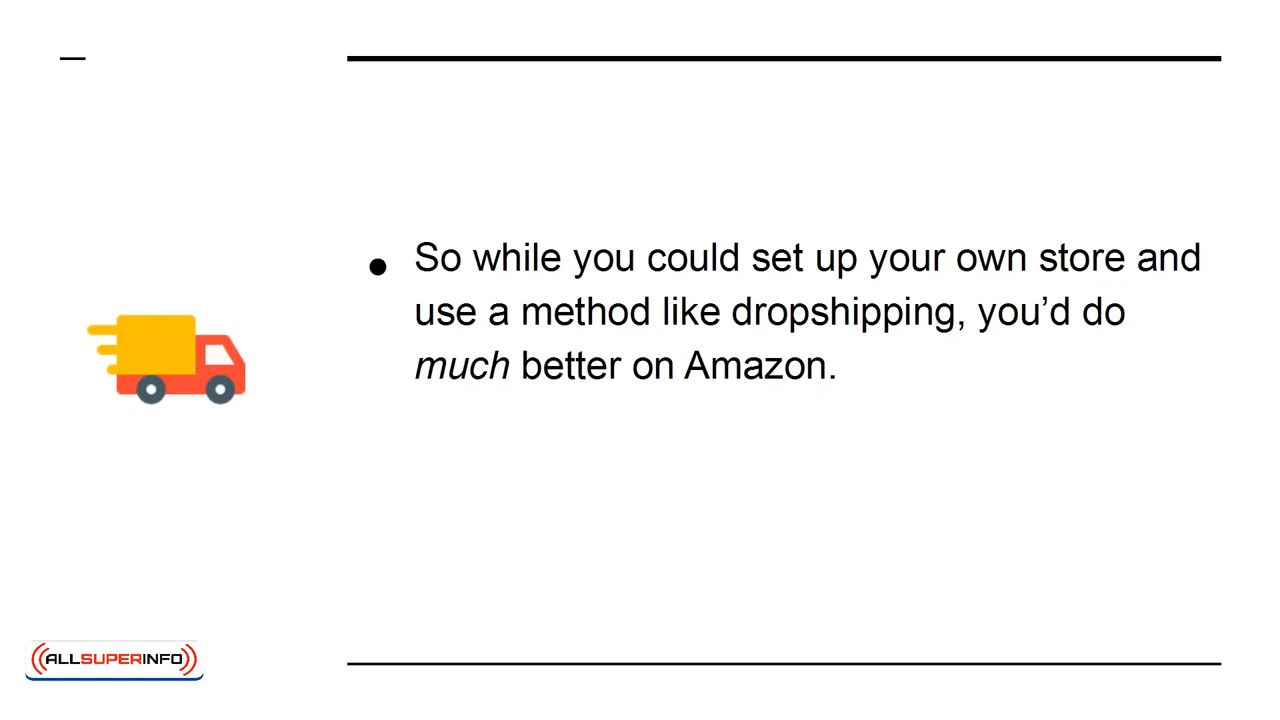 ● So while you could set up your own store and
use a method like dropshipping, you’d do
much better on Amazon.
ALLSUPERINFO